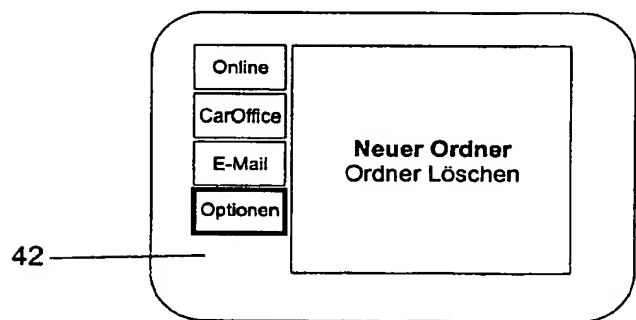 Online
CarOffice
E-Mail
Optionen
Neuer Ordner
Ordner Löschen
42